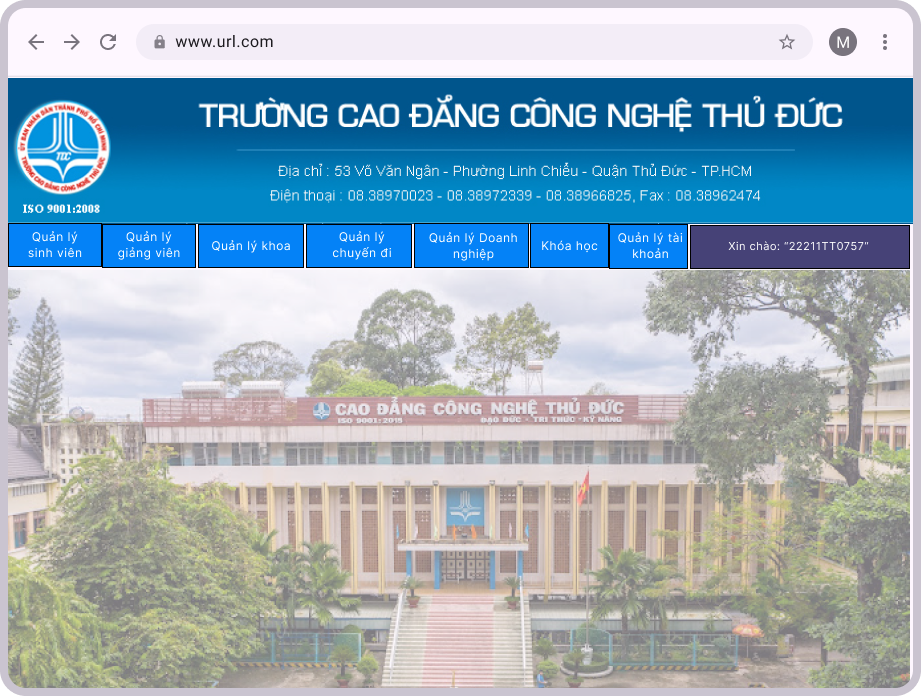 www.url.com
M
TRƯỜNG CAO ĐẲNG CÔNG NGHỆ THỦ ĐỨC
ỦY BAN NHÂN DÂN THÀNH PHỐ HỒ CHÍ MINH
TDC
TRƯỜNG CAO ĐẲNG CÔNG NGHỆ THỦ ĐỨC
ISO 9001:2008
Địa chỉ : 53 Võ Văn Ngân - Phường Linh Chiểu - Quận Thủ Đức - TP.HCM
Điện thoại : 08.38970023 - 08.38972339 - 08.38966825, Fax : 08.38962474
Quản lý
sinh viên
Quản lý
giảng viên
Quản lý khoa
Quản lý
chuyến đi
Quản lý Doanh
nghiệp
Khóa học
Quản lý tài
khoản
Xin chào: "22211TT0757"
CAO ĐẲNG CÔNG NGHỆ THỦ ĐỨC
ISO 9001:2015
ĐẠO ĐỨC - TRI THỨC - KỸ NĂNG